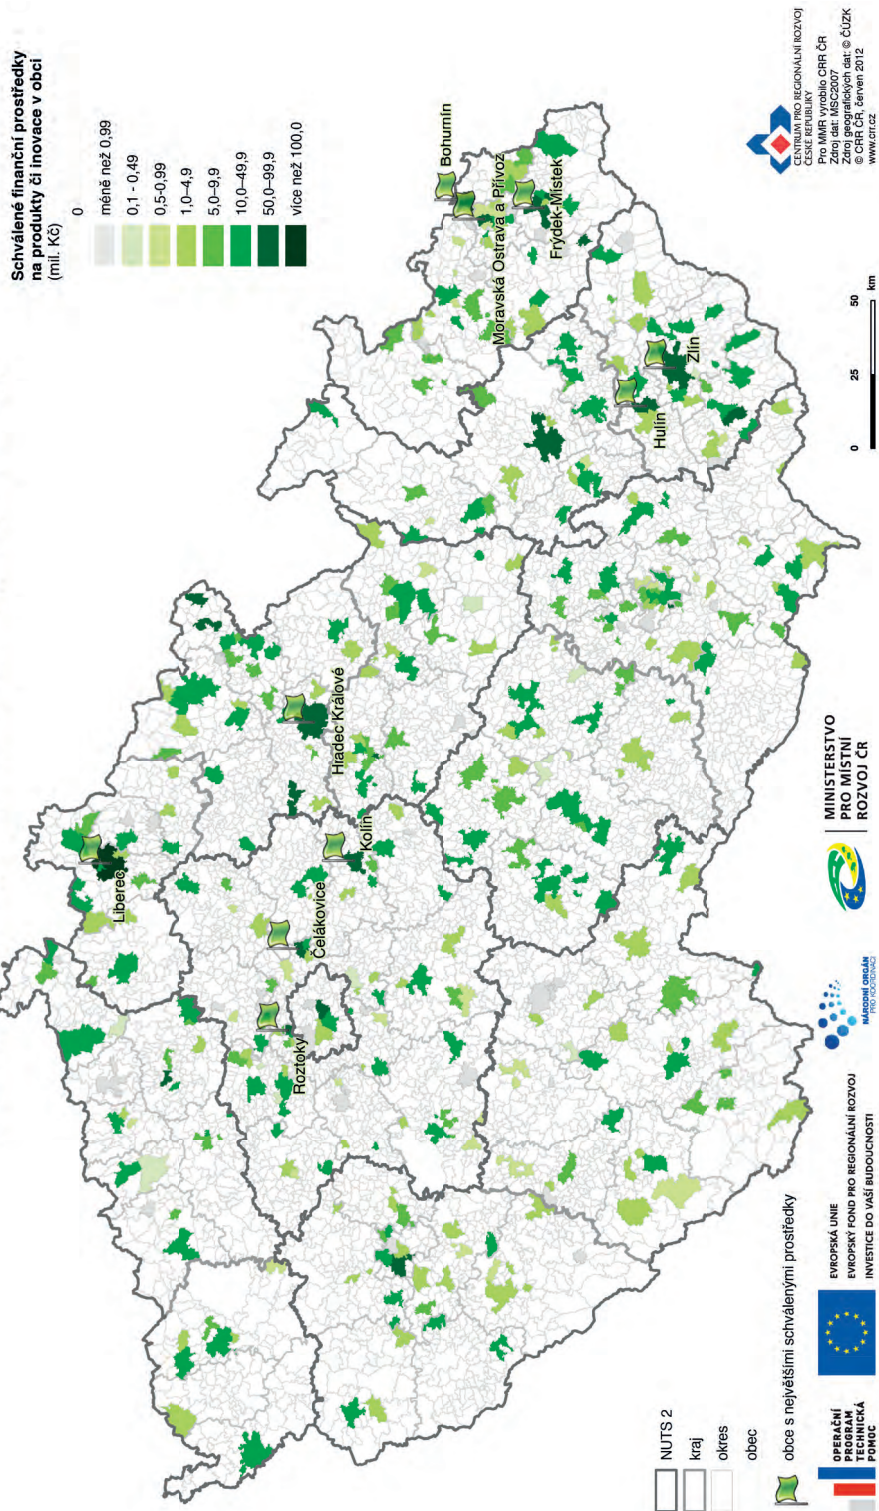 Schválené finanční prostředky
na produkty či inovace v obci
(mil. Kč)
0
méně než 0,99
0,1 - 0,49
0,5-0,99
1,0–4,9
5,0–9,9
10,0–49,9
50,0–99,9
více než 100,0
Liberec
Hradec Králové
Kolín
Čelákovice
Roztoky
Bohumín
Moravská Ostrava a Přívoz
Frýdek-Místek
Hulín
Zlín
0
25
50
km
CENTRUM PRO REGIONÁLNÍ ROZVOJ
ČESKÉ REPUBLIKY
Pro MMR vyrobilo CRR ČR
Zdroj dat: MSC2007
Zdroj geografických dat: © ČÚZK
© CRR ČR, červen 2012
www.crr.cz
NUTS 2
kraj
okres
obec
obce s největšími schválenými prostředky
OPERAČNÍ
PROGRAM
TECHNICKÁ
POMOC
EVROPSKÁ UNIE
EVROPSKÝ FOND PRO REGIONÁLNÍ ROZVOJ
INVESTICE DO VAŠÍ BUDOUCNOSTI
NÁRODNÍ ORGÁN
PRO KOORDINACI
MINISTERSTVO
PRO MÍSTNÍ
ROZVOJ ČR